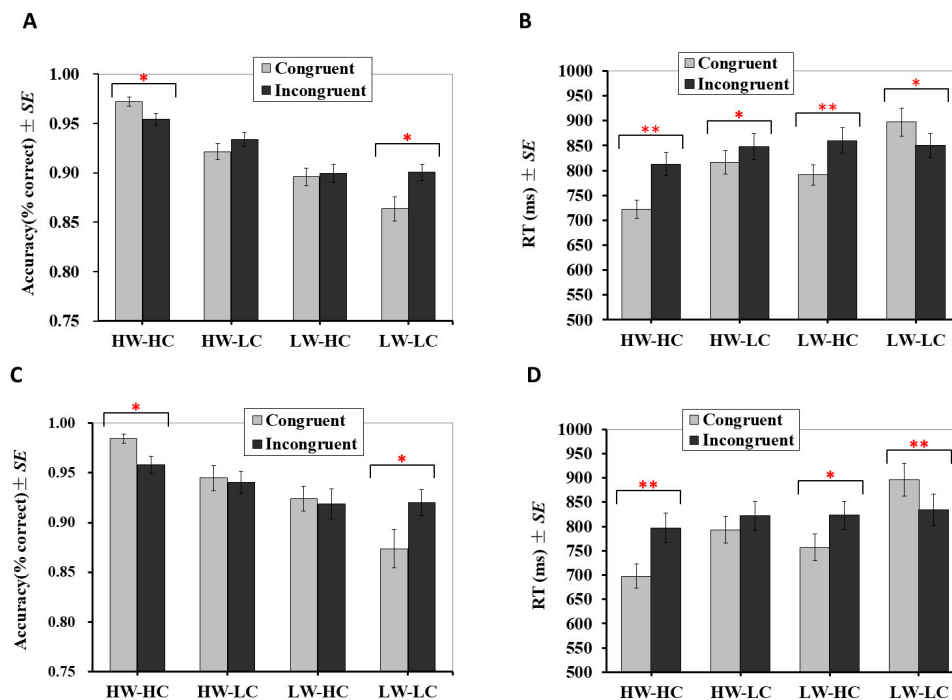 A
Accuracy(% correct) ± SE
1.00
0.95
0.90
0.85
0.80
0.75
Congruent
Incongruent
*
*
HW-HC HW-LC LW-HC LW-LC
B
RT (ms) ± SE
1000
950
900
850
800
750
700
650
600
550
500
Congruent
Incongruent
**
*
**
*
HW-HC HW-LC LW-HC LW-LC
C
Accuracy(% correct)± SE
1.00
0.95
0.90
0.85
0.80
0.75
Congruent
Incongruent
*
*
HW-HC HW-LC LW-HC LW-LC
D
RT (ms) ± SE
1000
950
900
850
800
750
700
650
600
550
500
Congruent
Incongruent
**
*
**
HW-HC HW-LC LW-HC LW-LC